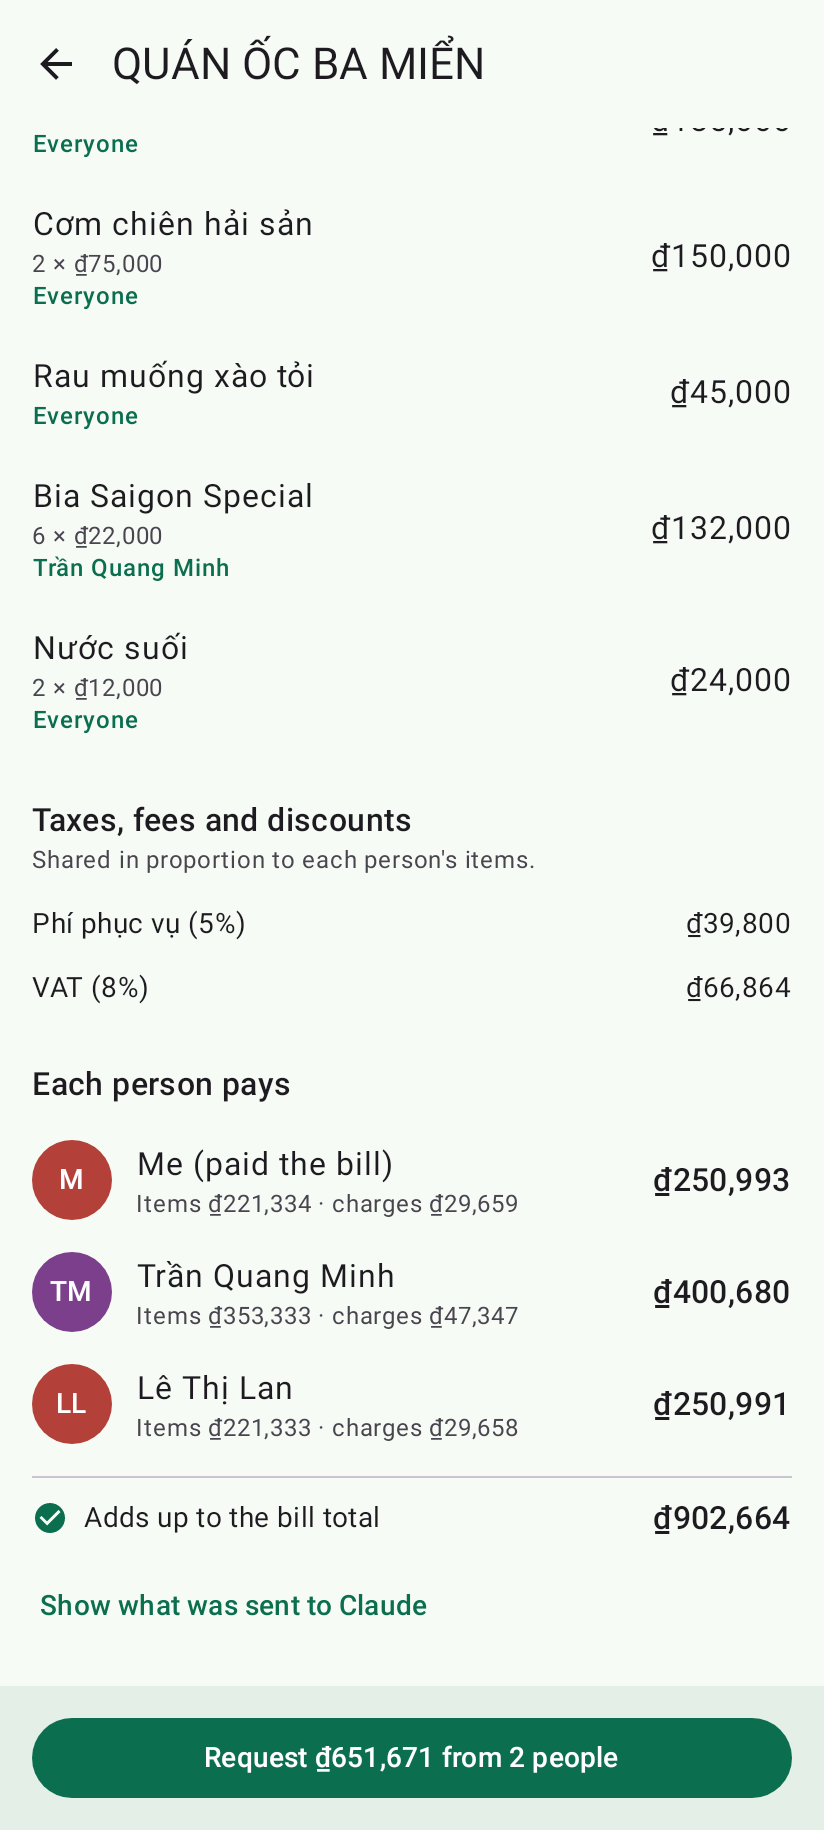 QUÁN ỐC BA MIỂN
Everyone
Cơm chiên hải sản
2 × ₫75,000
₫150,000
Everyone
Rau muống xào tỏi
₫45,000
Everyone
Bia Saigon Special
6 × ₫22,000
₫132,000
Trần Quang Minh
Nước suối
2 × ₫12,000
₫24,000
Everyone
Taxes, fees and discounts
Shared in proportion to each person's items.
Phí phục vụ (5%) ₫39,800
VAT (8%) ₫66,864
Each person pays
M Me (paid the bill) ₫250,993
Items ₫221,334 · charges ₫29,659
TM Trần Quang Minh ₫400,680
Items ₫353,333 · charges ₫47,347
LL Lê Thị Lan ₫250,991
Items ₫221,333 · charges ₫29,658
Adds up to the bill total ₫902,664
Show what was sent to Claude
Request ₫651,671 from 2 people